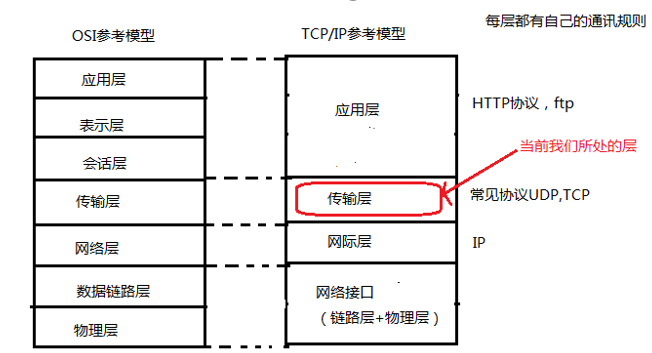 每层都有自己的通讯规则
OSI参考模型
TCP/IP参考模型
应用层
表示层
会话层
传输层
网络层
数据链路层
物理层
应用层
传输层
网际层
网络接口
（链路层+物理层）
HTTP协议，ftp
当前我们所处的层
常见协议UDP,TCP
IP